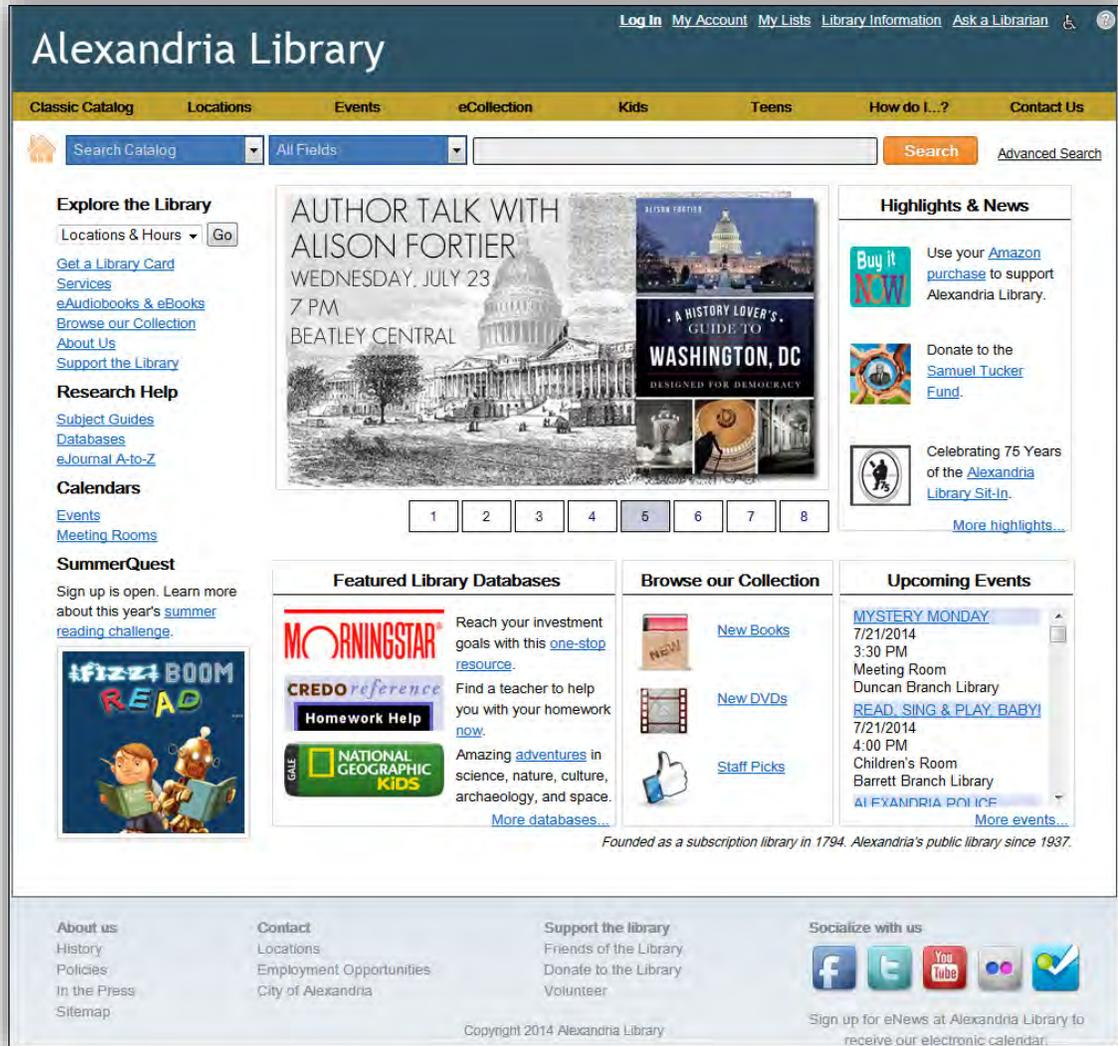 Log In My Account My Lists Library Information Ask a Librarian ?
Alexandria Library
Classic Catalog Locations Events eCollection Kids Teens How do I...? Contact Us
Search Catalog All Fields Search Advanced Search
Explore the Library
Locations & Hours Go
Get a Library Card
Services
eAudiobooks & eBooks
Browse our Collection
About Us
Support the Library
Research Help
Subject Guides
Databases
eJournal A-to-Z
Calendars
Events
Meeting Rooms
SummerQuest
Sign up is open. Learn more
about this year's summer
reading challenge.
fizz BOOM
READ
AUTHOR TALK WITH
ALISON FORTIER
WEDNESDAY, JULY 23
7 PM
BEATLEY CENTRAL
ALISON FORTIER
A HISTORY LOVER'S
GUIDE TO
WASHINGTON, DC
DESIGNED FOR DEMOCRACY
1 2 3 4 5 6 7 8
Highlights & News
Buy it
NOW
Use your Amazon
purchase to support
Alexandria Library.
Donate to the
Samuel Tucker
Fund.
75
Celebrating 75 Years
of the Alexandria
Library Sit-In.
More highlights...
Featured Library Databases
MORNINGSTAR®
Reach your investment
goals with this one-stop
resource.
CREDO reference
Homework Help
Find a teacher to help
you with your homework
now.
GALE
NATIONAL
GEOGRAPHIC
KiDS
Amazing adventures in
science, nature, culture,
archaeology, and space.
More databases...
Browse our Collection
NEW
New Books
New DVDs
Staff Picks
Upcoming Events
MYSTERY MONDAY
7/21/2014
3:30 PM
Meeting Room
Duncan Branch Library
READ, SING & PLAY, BABY!
7/21/2014
4:00 PM
Children's Room
Barrett Branch Library
ALEXANDRIA POLICE
More events...
Founded as a subscription library in 1794. Alexandria's public library since 1937.
About us
History
Policies
In the Press
Sitemap
Contact
Locations
Employment Opportunities
City of Alexandria
Support the library
Friends of the Library
Donate to the Library
Volunteer
Socialize with us
f t You Tube
Sign up for eNews at Alexandria Library to
receive our electronic calendar.
Copyright 2014 Alexandria Library